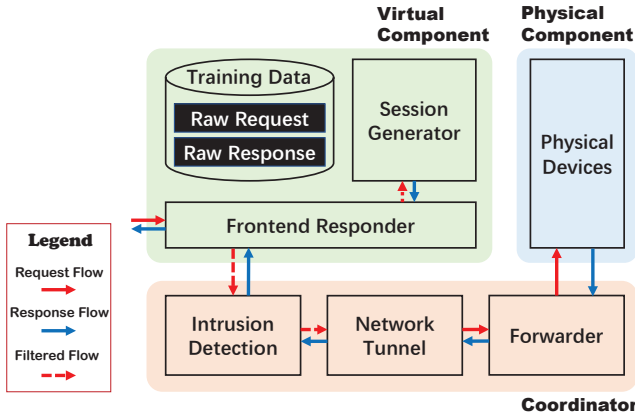 Virtual
Component
Physical
Component
Training Data
Raw Request
Raw Response
Session
Generator
Physical
Devices
Frontend Responder
Legend
Request Flow
Response Flow
Filtered Flow
Intrusion
Detection
Network
Tunnel
Forwarder
Coordinator